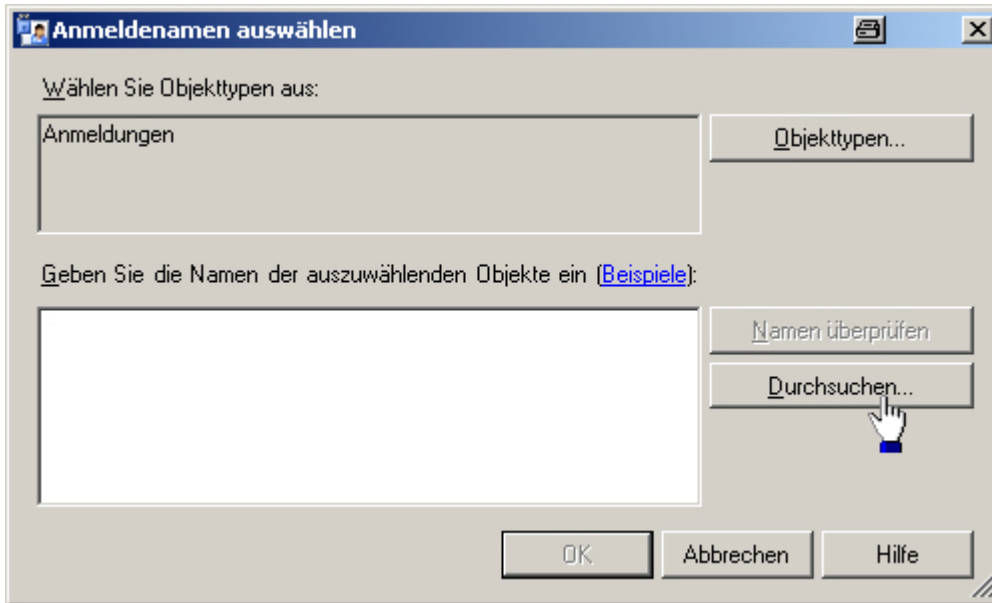 Anmeldenamen auswählen
Wählen Sie Objekttypen aus:
Anmeldungen
Objekttypen...
Geben Sie die Namen der auszuwählenden Objekte ein (Beispiele):
Namen überprüfen
Durchsuchen...
OK
Abbrechen
Hilfe